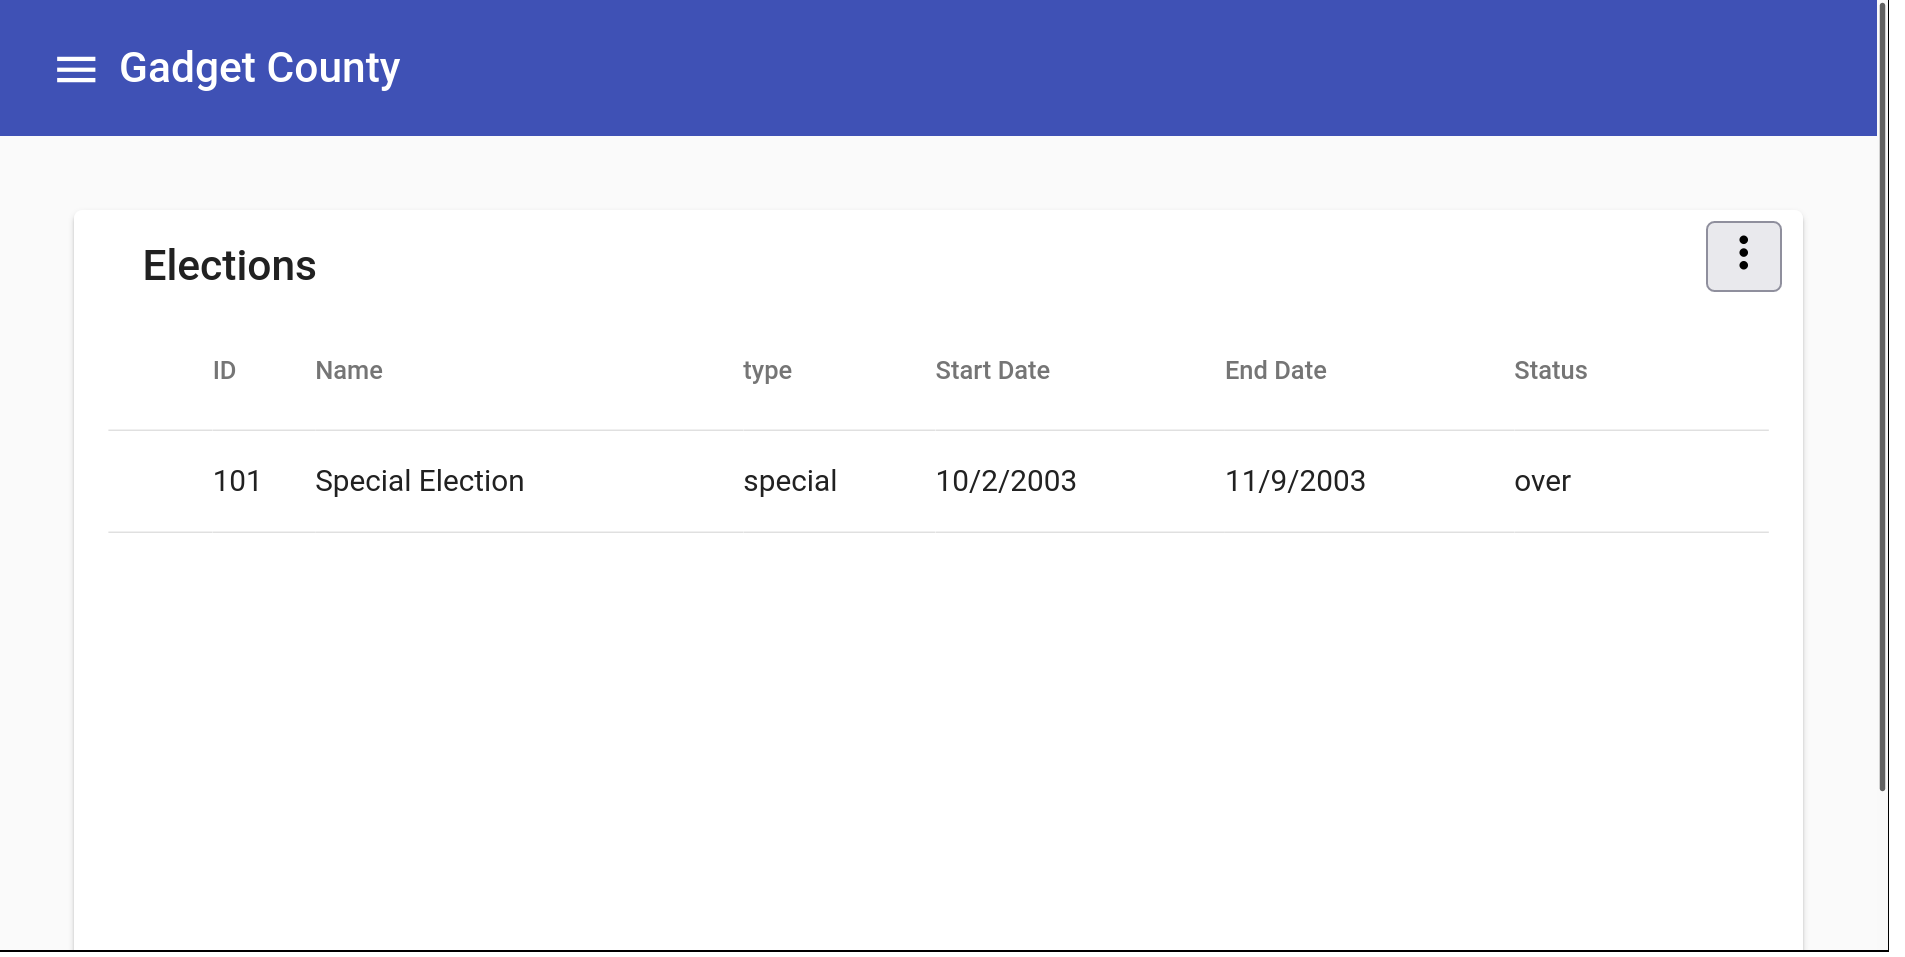 Gadget County
Elections
ID Name type Start Date End Date Status
101 Special Election special 10/2/2003 11/9/2003 over